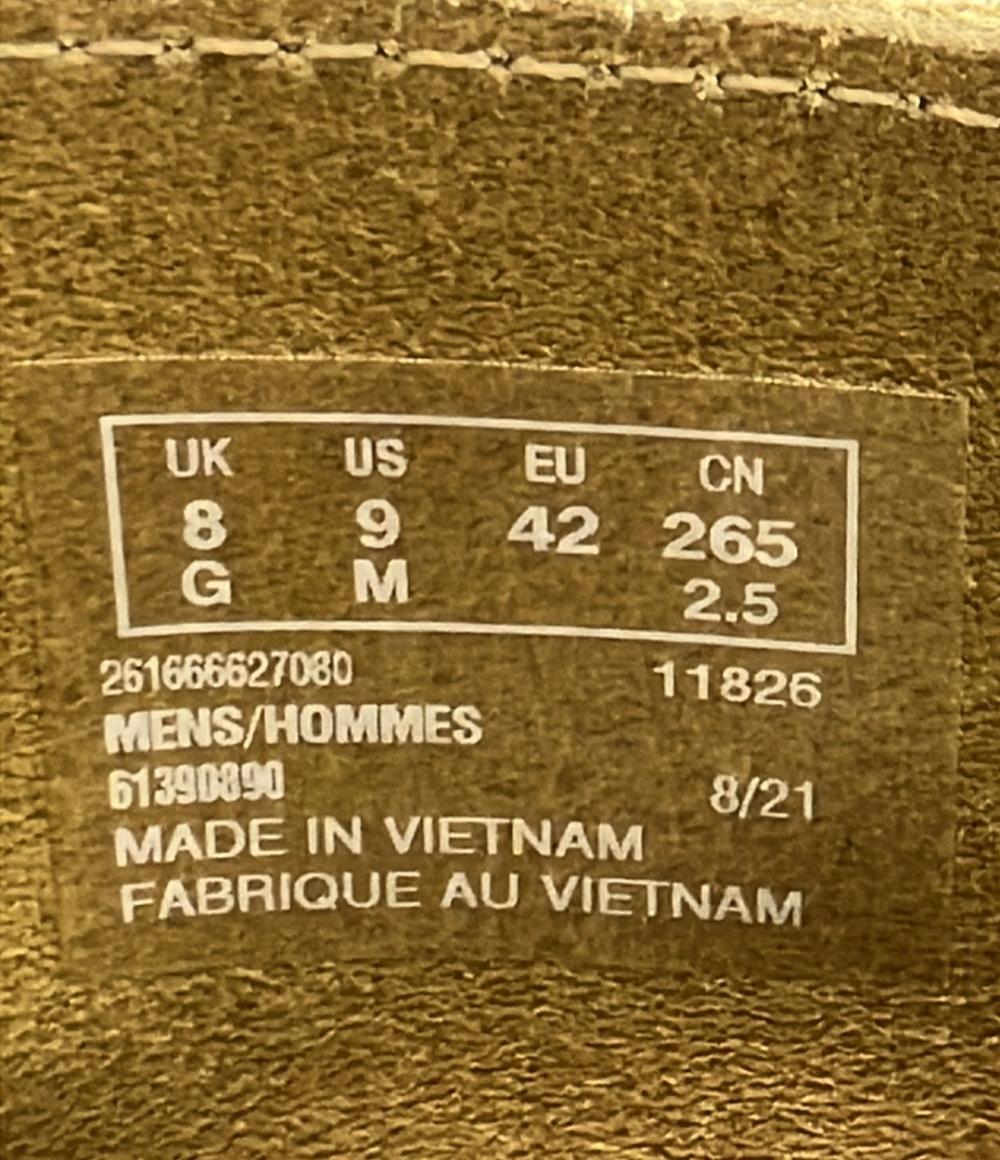 UK US EU CN
8 9 42 265
G M 2.5
261666627080 11826
MENS/HOMMES
61390890 8/21
MADE IN VIETNAM
FABRIQUE AU VIETNAM